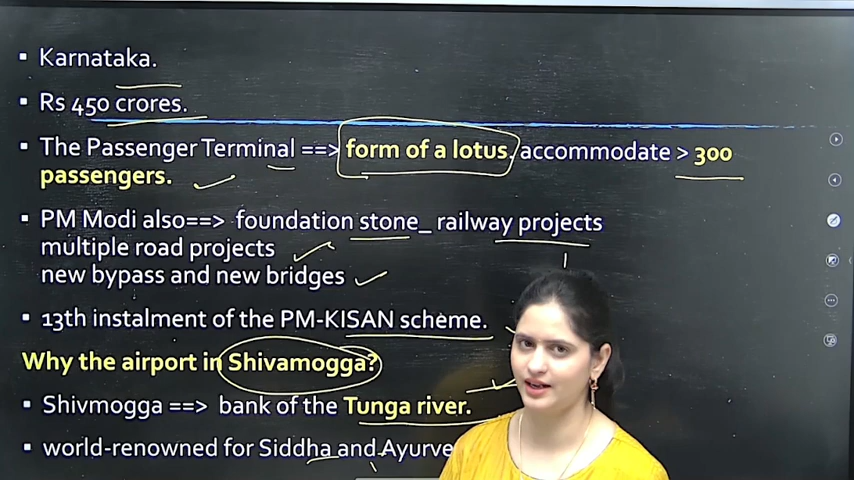 ▪ Karnataka.
▪ Rs 450 crores.
▪ The Passenger Terminal ==> form of a lotus. accommodate > 300
passengers.
▪ PM Modi also==> foundation stone_ railway projects
multiple road projects
new bypass and new bridges
▪ 13th instalment of the PM-KISAN scheme.
Why the airport in Shivamogga?
▪ Shivmogga ==> bank of the Tunga river.
▪ world-renowned for Siddha and Ayurve